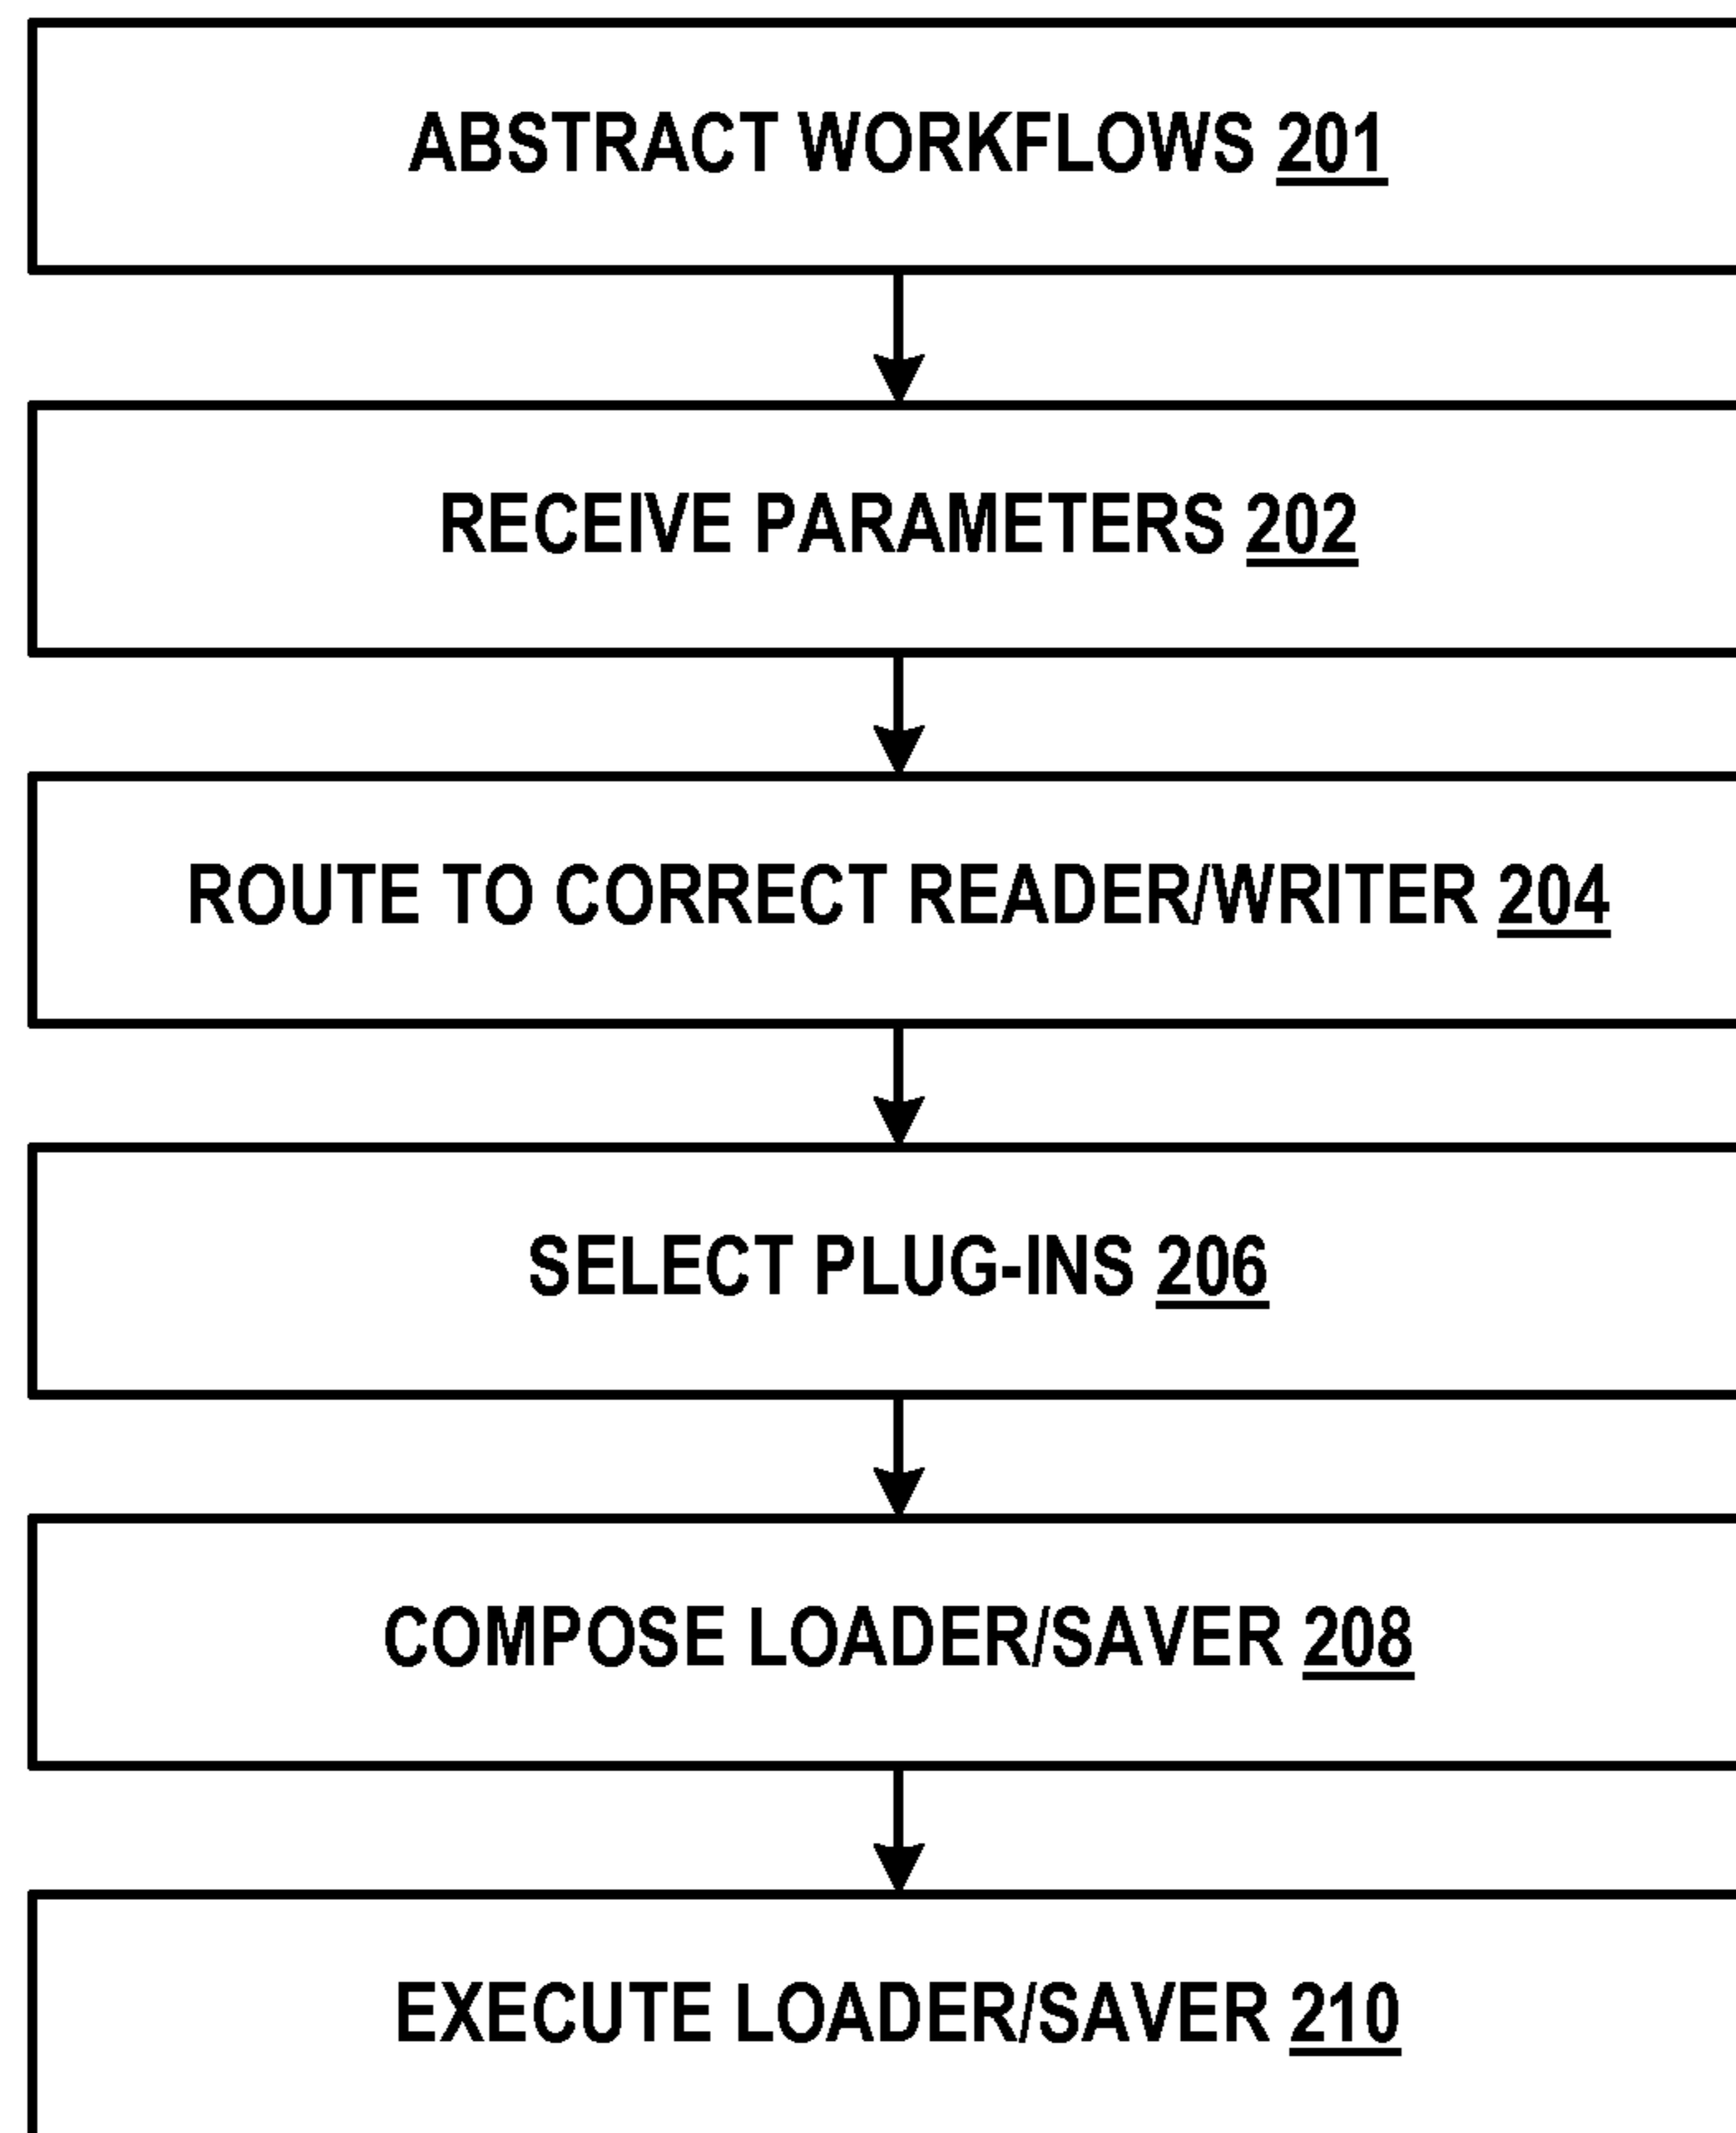 ABSTRACT WORKFLOWS 201
RECEIVE PARAMETERS 202
ROUTE TO CORRECT READER/WRITER 204
SELECT PLUG-INS 206
COMPOSE LOADER/SAVER 208
EXECUTE LOADER/SAVER 210